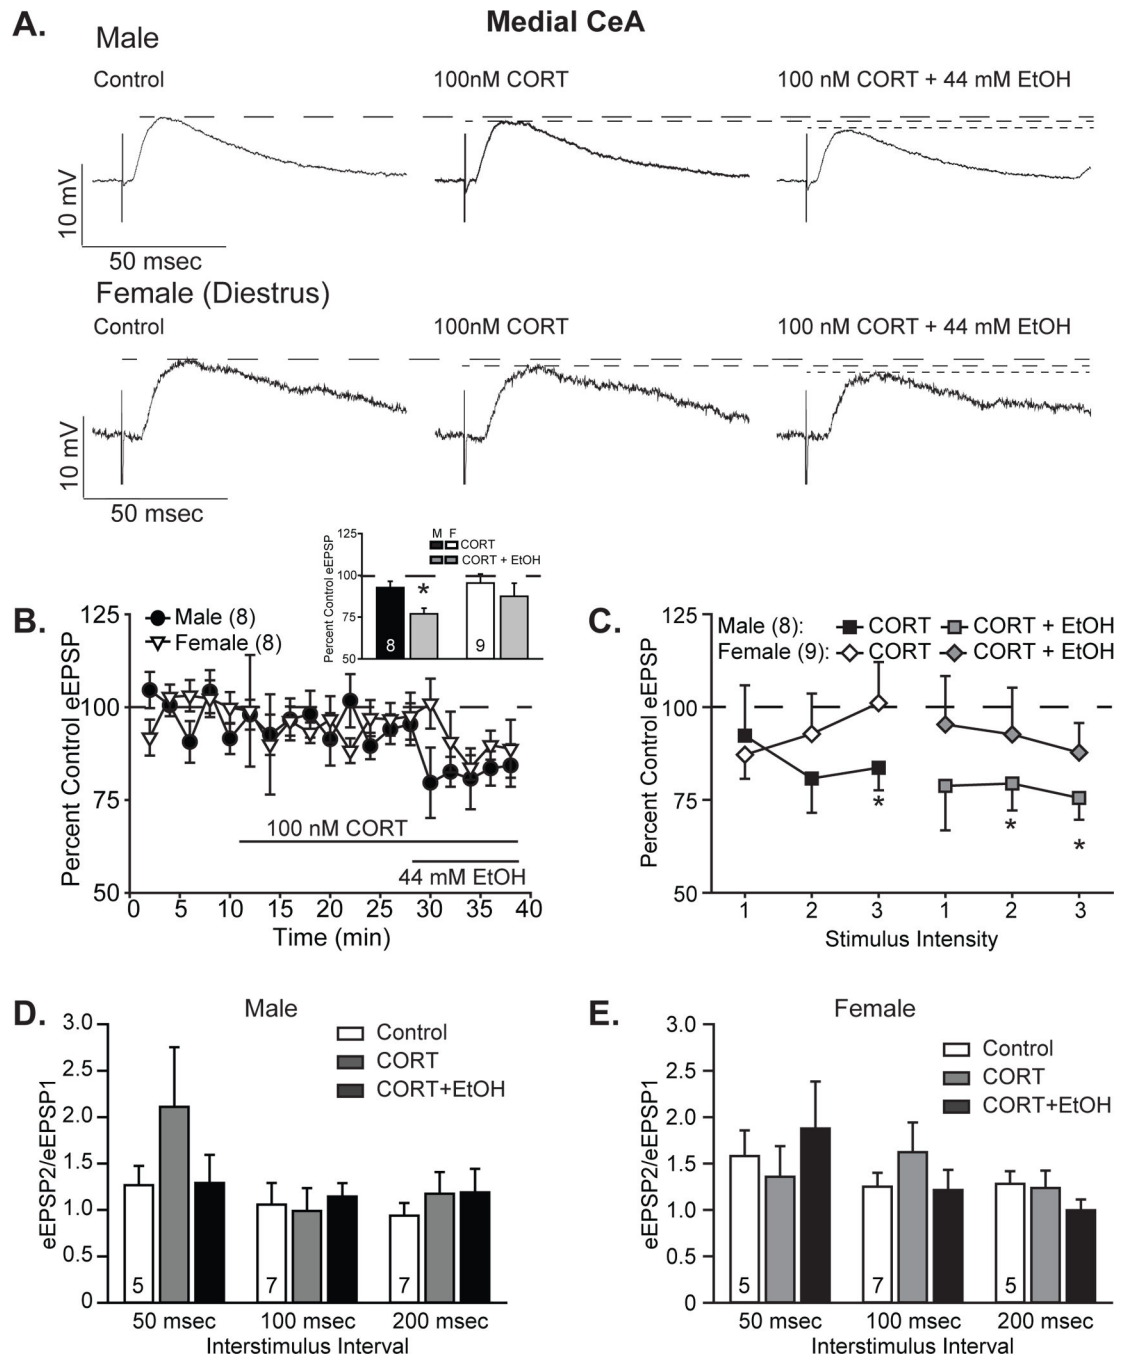 A.
Medial CeA
Male
Control
100nM CORT
100 nM CORT + 44 mM EtOH
10 mV
50 msec
Female (Diestrus)
Control
100nM CORT
100 nM CORT + 44 mM EtOH
10 mV
50 msec
B.
Percent Control eEPSP
125
100
75
50
M F
CORT
CORT + EtOH
*
8
9
Male (8)
Female (8)
Percent Control eEPSP
125
100
75
50
100 nM CORT
44 mM EtOH
0 5 10 15 20 25 30 35 40
Time (min)
C.
Percent Control eEPSP
125
100
75
50
Male (8): CORT CORT + EtOH
Female (9): CORT CORT + EtOH
*
*
*
1 2 3 1 2 3
Stimulus Intensity
D.
Male
eEPSP2/eEPSP1
3.0
2.5
2.0
1.5
1.0
0.5
0
Control
CORT
CORT+EtOH
5 7 7
50 msec 100 msec 200 msec
Interstimulus Interval
E.
Female
eEPSP2/eEPSP1
3.0
2.5
2.0
1.5
1.0
0.5
0
Control
CORT
CORT+EtOH
5 7 5
50 msec 100 msec 200 msec
Interstimulus Interval